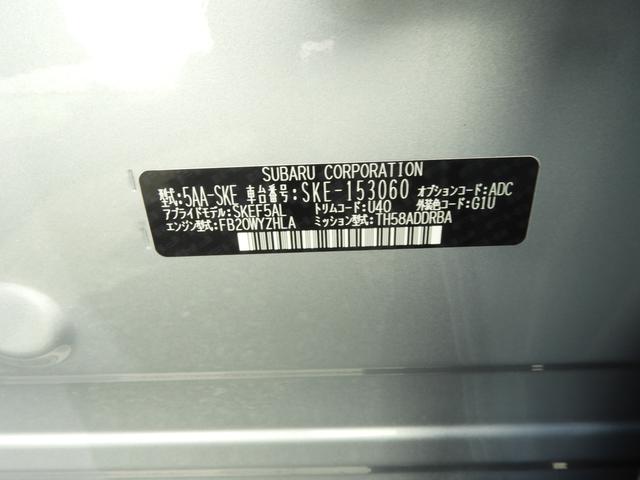 SUBARU CORPORATION
型式:5AA-SKE 車台番号:SKE-153060 オプションコード:ADC
アプライドモデル:SKEF5AL トリムコード:U40 外装色コード:G1U
エンジン型式:FB20WYZHLA ミッション型式:TH58ADDRBA